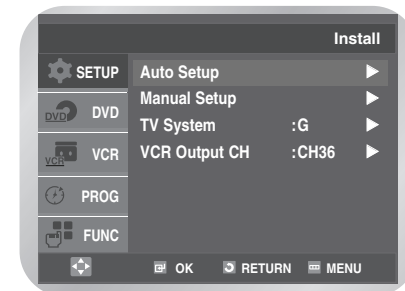 Install
SETUP
DVD DVD
VCR VCR
PROG
FUNC
Auto Setup
Manual Setup
TV System :G
VCR Output CH :CH36
OK RETURN MENU